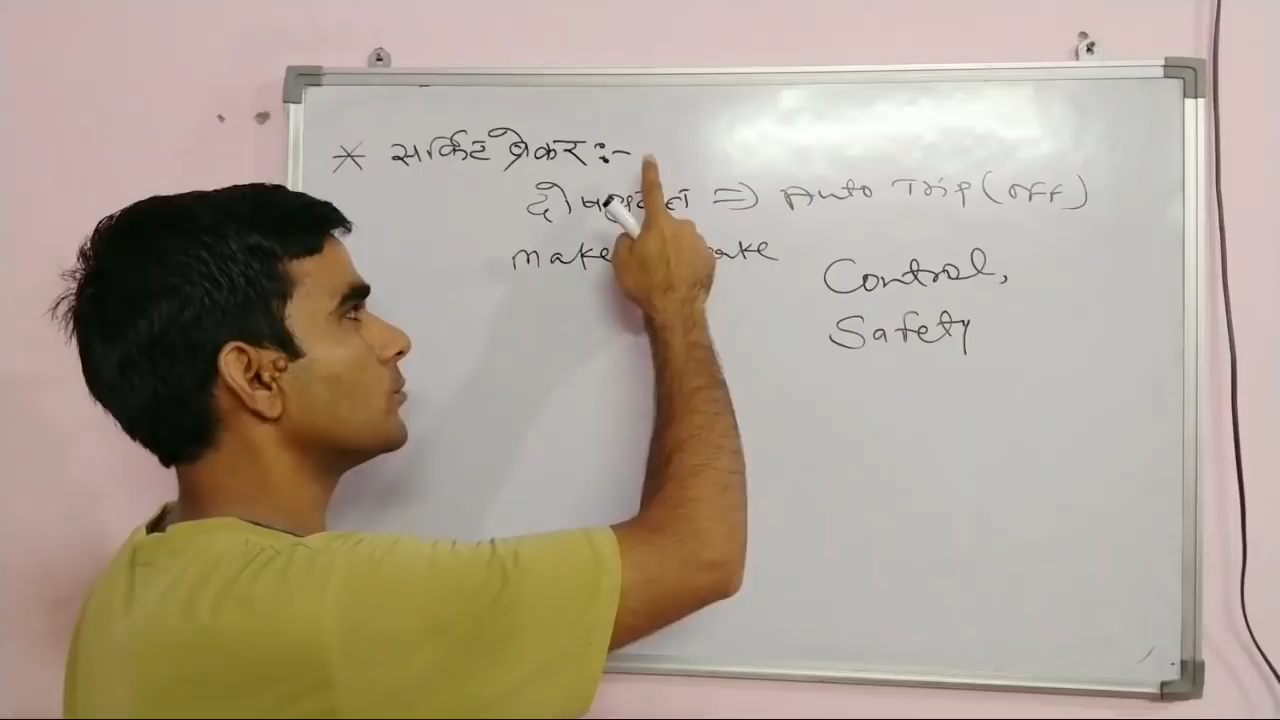 * सर्किट ब्रेकर :-
दो => Auto Trip (OFF)
make
Control,
Safety